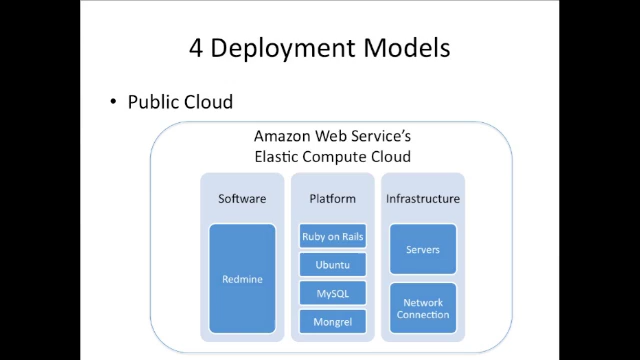 4 Deployment Models
• Public Cloud
Amazon Web Service's
Elastic Compute Cloud
Software
Redmine
Platform
Ruby on Rails
Ubuntu
MySQL
Mongrel
Infrastructure
Servers
Network
Connection